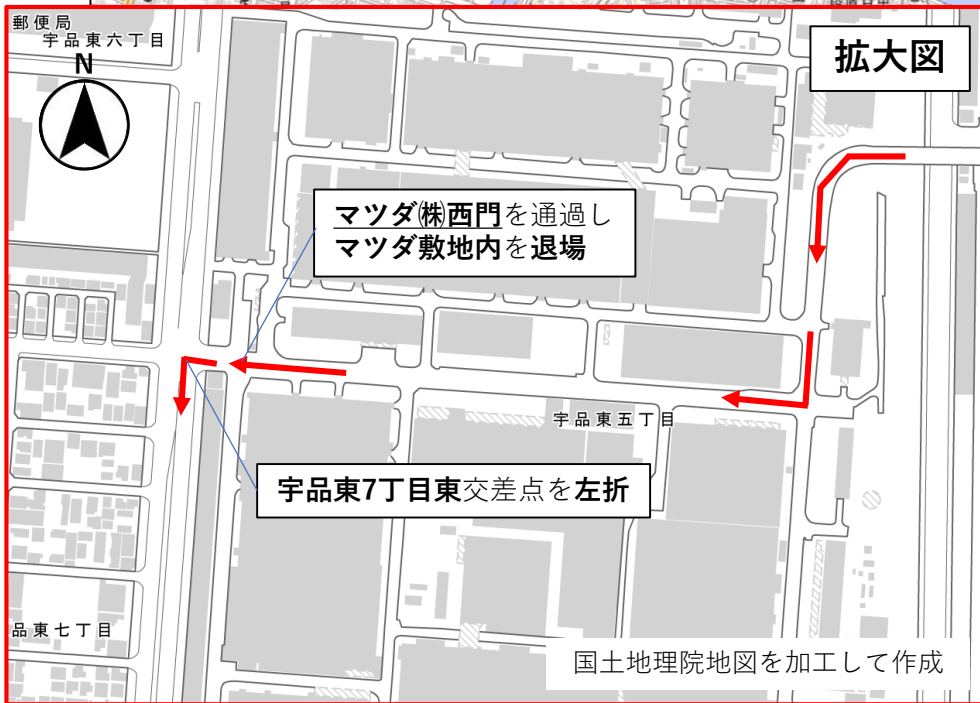 郵便局
宇品東六丁目
N
拡大図
マツダ㈱西門を通過し
マツダ敷地内を退場
宇品東五丁目
宇品東7丁目東交差点を左折
品東七丁目
国土地理院地図を加工して作成